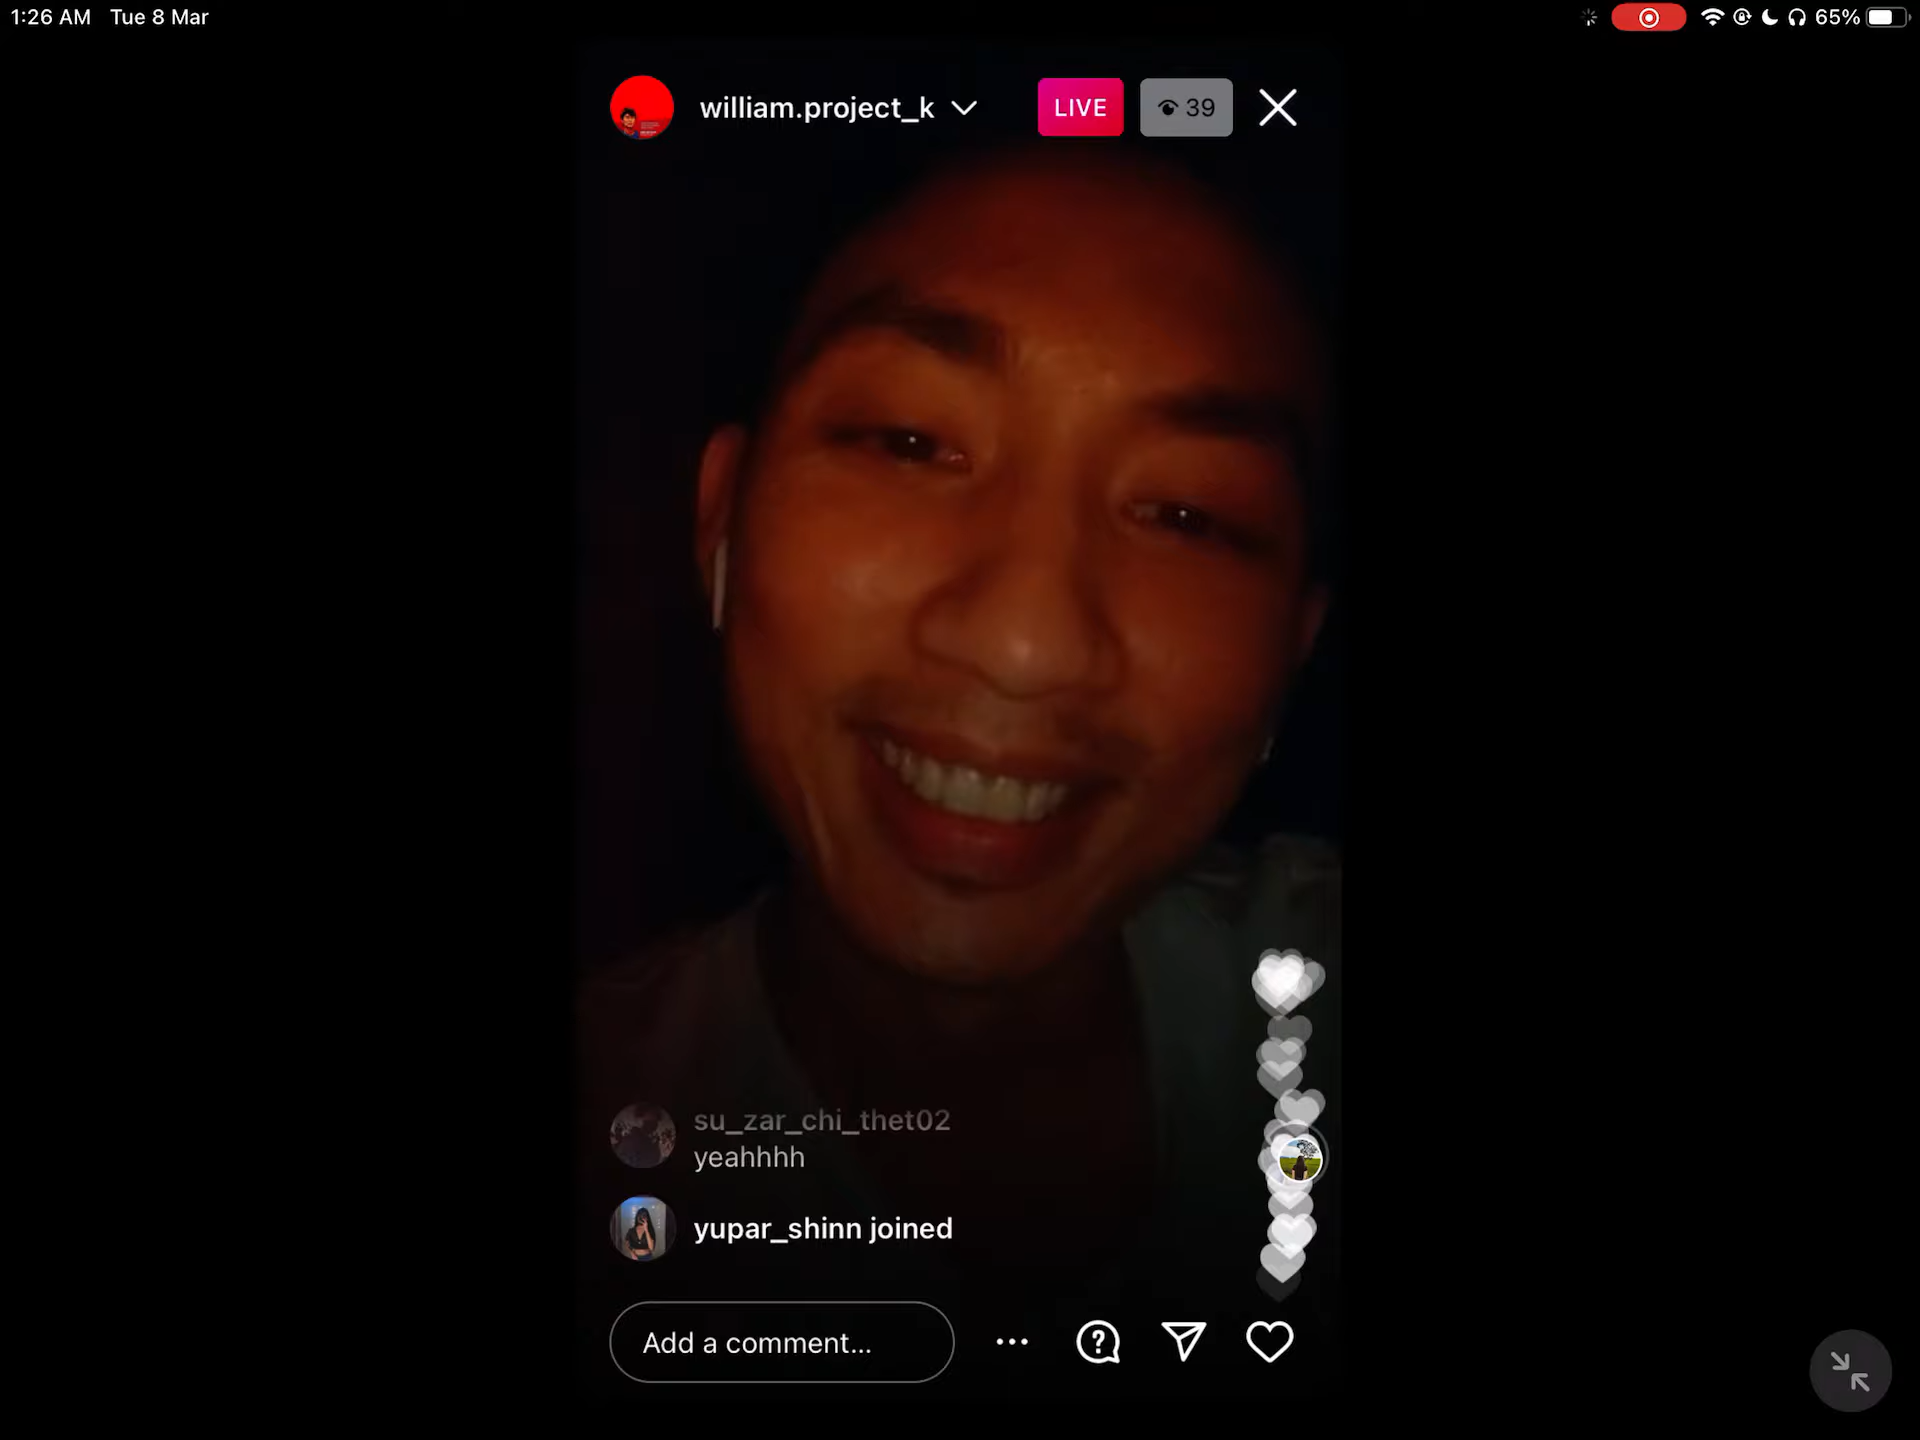 1:26 AM Tue 8 Mar
65%
william.project_k
LIVE
39
su_zar_chi_thet02
yeahhhh
yupar_shinn joined
Add a comment...